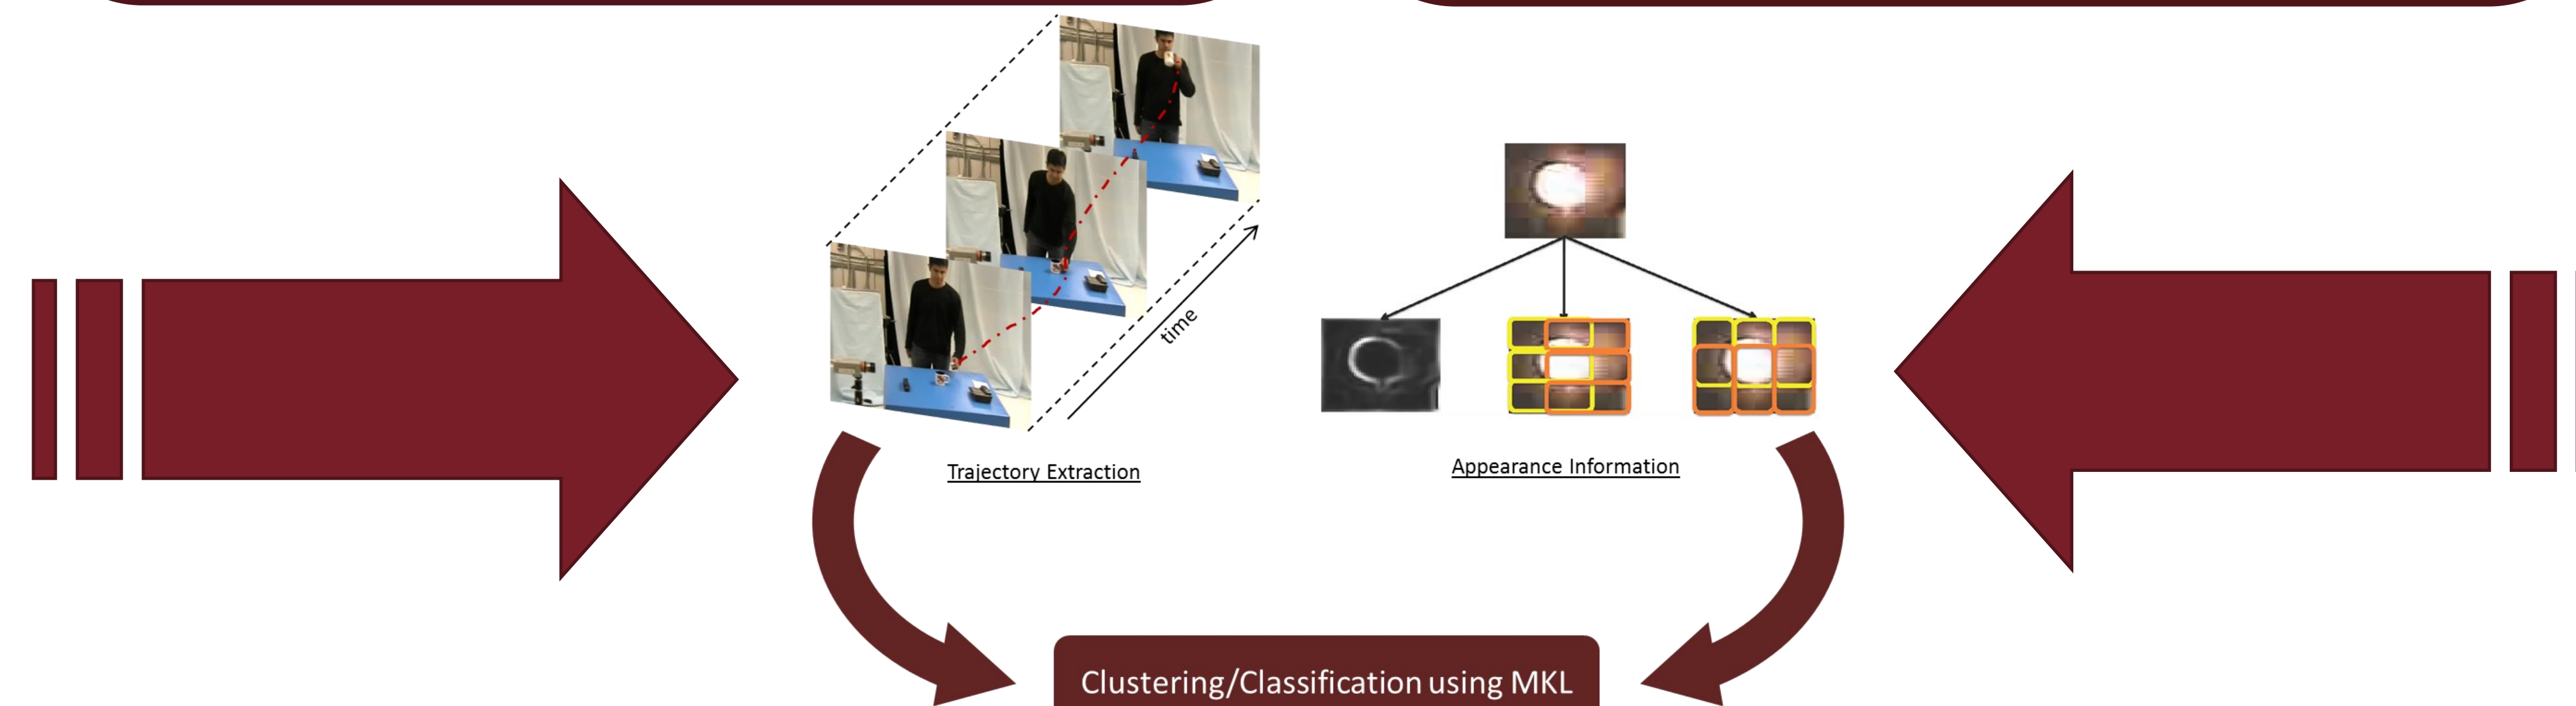 time
Trajectory Extraction
Appearance Information
Clustering/Classification using MKL